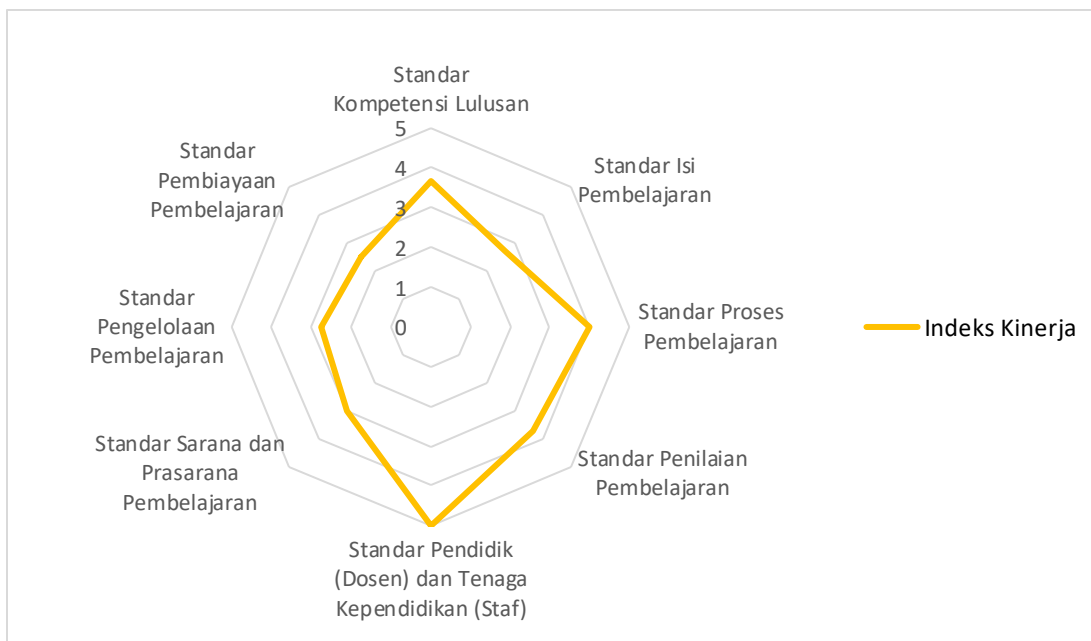 Standar
Kompetensi Lulusan
Standar Isi
Pembelajaran
Standar Proses
Pembelajaran
Standar Penilaian
Pembelajaran
Standar Pendidik
(Dosen) dan Tenaga
Kependidikan (Staf)
Standar Sarana dan
Prasarana
Pembelajaran
Standar
Pengelolaan
Pembelajaran
Standar
Pembiayaan
Pembelajaran
5
4
3
2
1
0
Indeks Kinerja